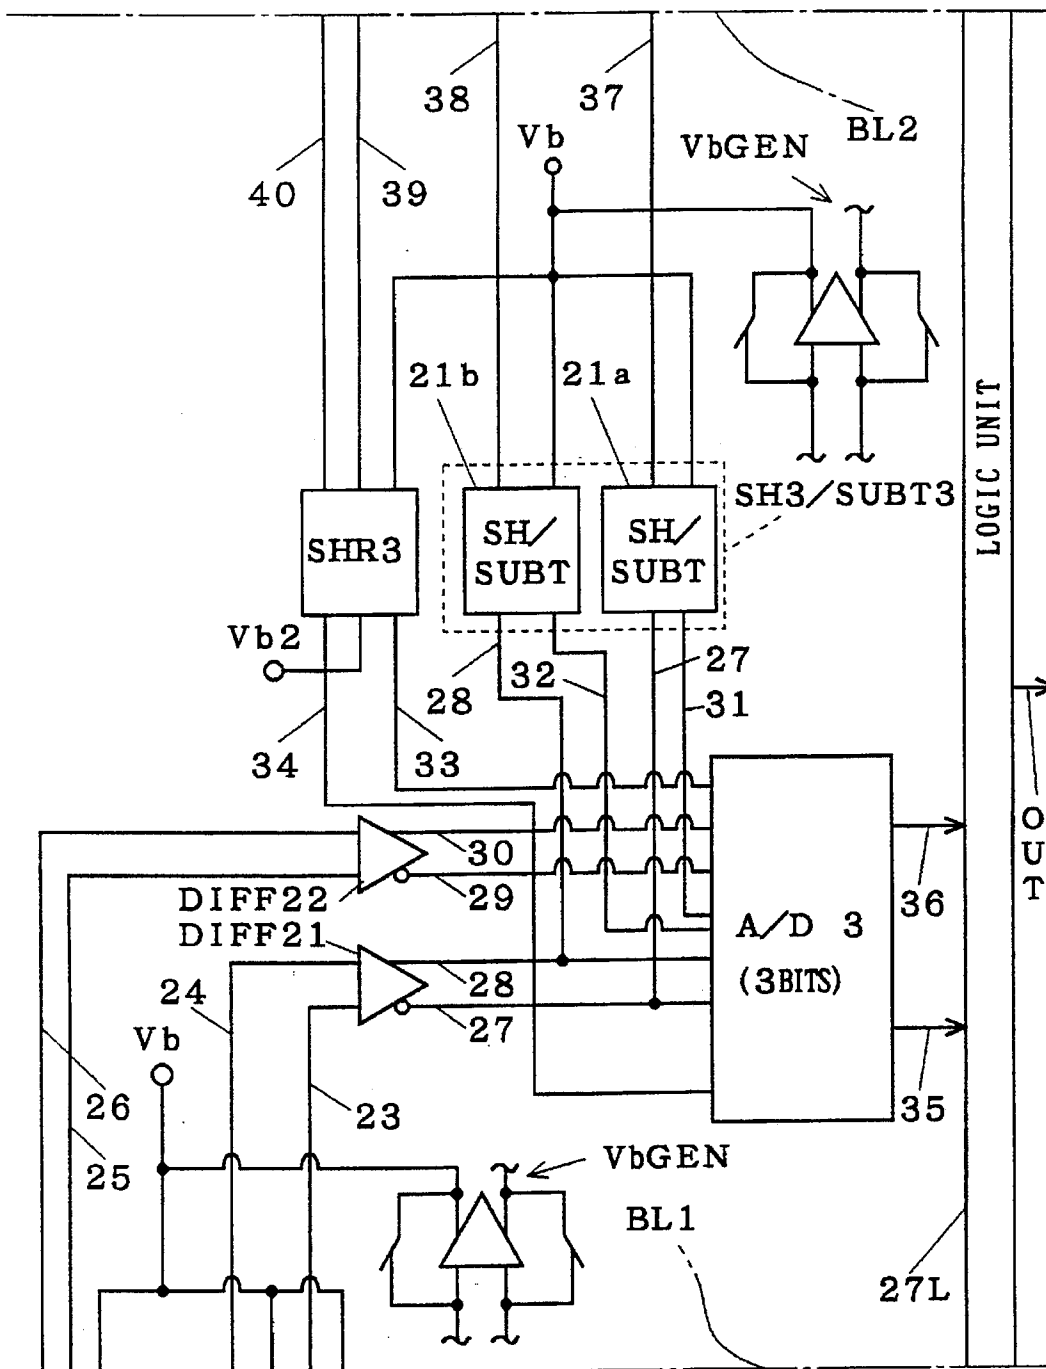 38
37
BL2
Vb
VbGEN
40
39
21b
21a
SH3/SUBT3
LOGIC UNIT
SHR3
SH/
SUBT
SH/
SUBT
Vb2
28
32
27
31
34
33
30
29
DIFF22
DIFF21
A/D 3
(3BITS)
36
OUT
24
28
27
Vb
26
23
35
25
VbGEN
BL1
27L